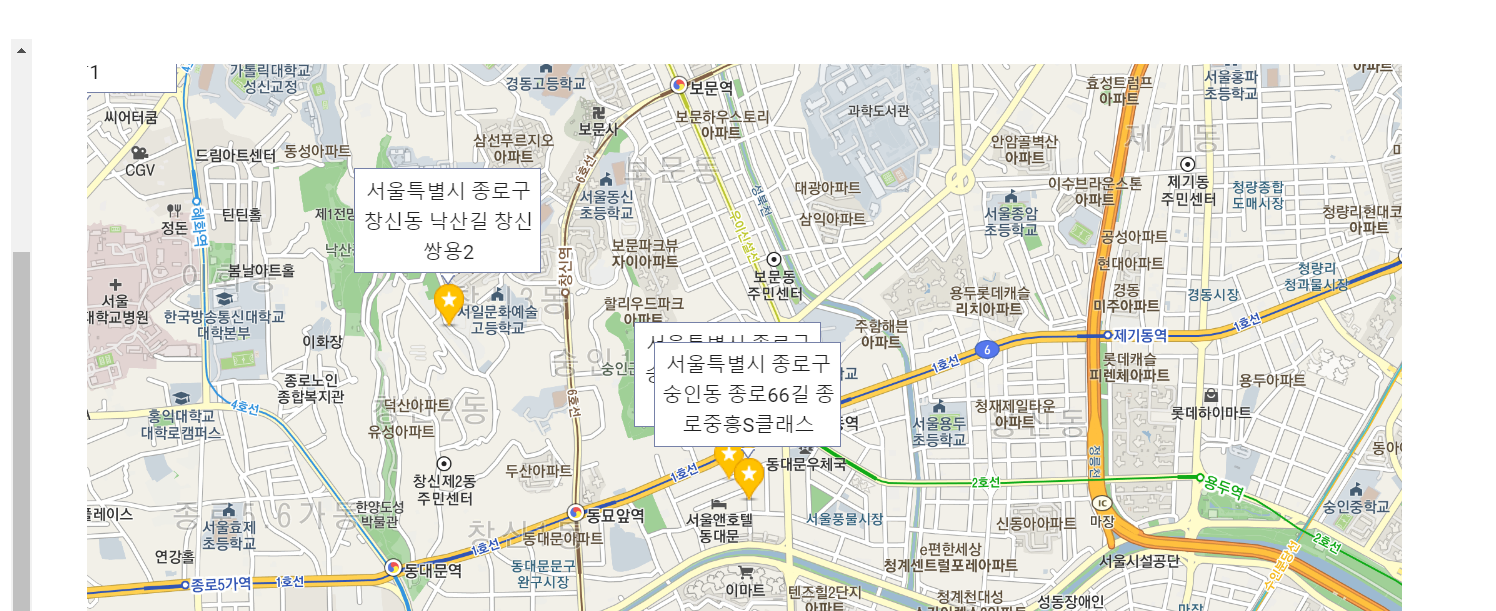 1
가톨릭대학교
성신교정
경동고등학교
보문역
효성트럼프
아파트
서울홍파
초등학교
씨어터쿰
보문사
보문하우스토리
아파트
과학도서관
제기동
CGV
드림아트센터
동성아파트
삼선푸르지오
아파트
6호선
보문동
안암골벽산
아파트
제기동
주민센터
서울특별시 종로구
창신동 낙산길 창신
쌍용2
서울동신
초등학교
성북천
대광아파트
이수브라운스톤
아파트
청량종합
도매시장
혜화역
정돈
틴틴홀
우이신설선
삼익아파트
서울종암
초등학교
청량리현대코
아파트
보문파크뷰
자이아파트
공성아파트
봄날아트홀
창신역
보문동
주민센터
현대아파트
청량리
청과물시장
서울
대학교병원
한국방송통신대학교
대학본부
서일문화예술
고등학교
할리우드파크
아파트
용두롯데캐슬
리치아파트
경동
미주아파트
경동시장
이화장
주함해븐
아파트
제기동역
1호선
6
1호선
서울특별시 종로구
숭인동 종로66길 종
로중흥S클래스
롯데캐슬
피렌체아파트
종로노인
종합복지관
용두아파트
홍익대학교
대학로캠퍼스
4호선
창신2동
덕산아파트
유성아파트
6호선
서울용두
초등학교
청재제일타운
아파트
용신동
롯데하이마트
창신제2동
주민센터
두산아파트
1호선
동대문우체국
2호선
정릉천
용두역
한양도성
박물관
동묘앞역
서울앤호텔
동대문
서울풍물시장
신동아아파트
IC
마장
숭인중학교
종로5,6가동
서울효제
초등학교
창신1동
동대문아파트
1호선
2호선
연강홀
동대문역
동대문문구
완구시장
e편한세상
청계센트럴포레아파트
서울시설공단
수인분당선
종로5가역
1호선
이마트
텐즈힐2단지
아파트
청계천대성
성동장애인
마장